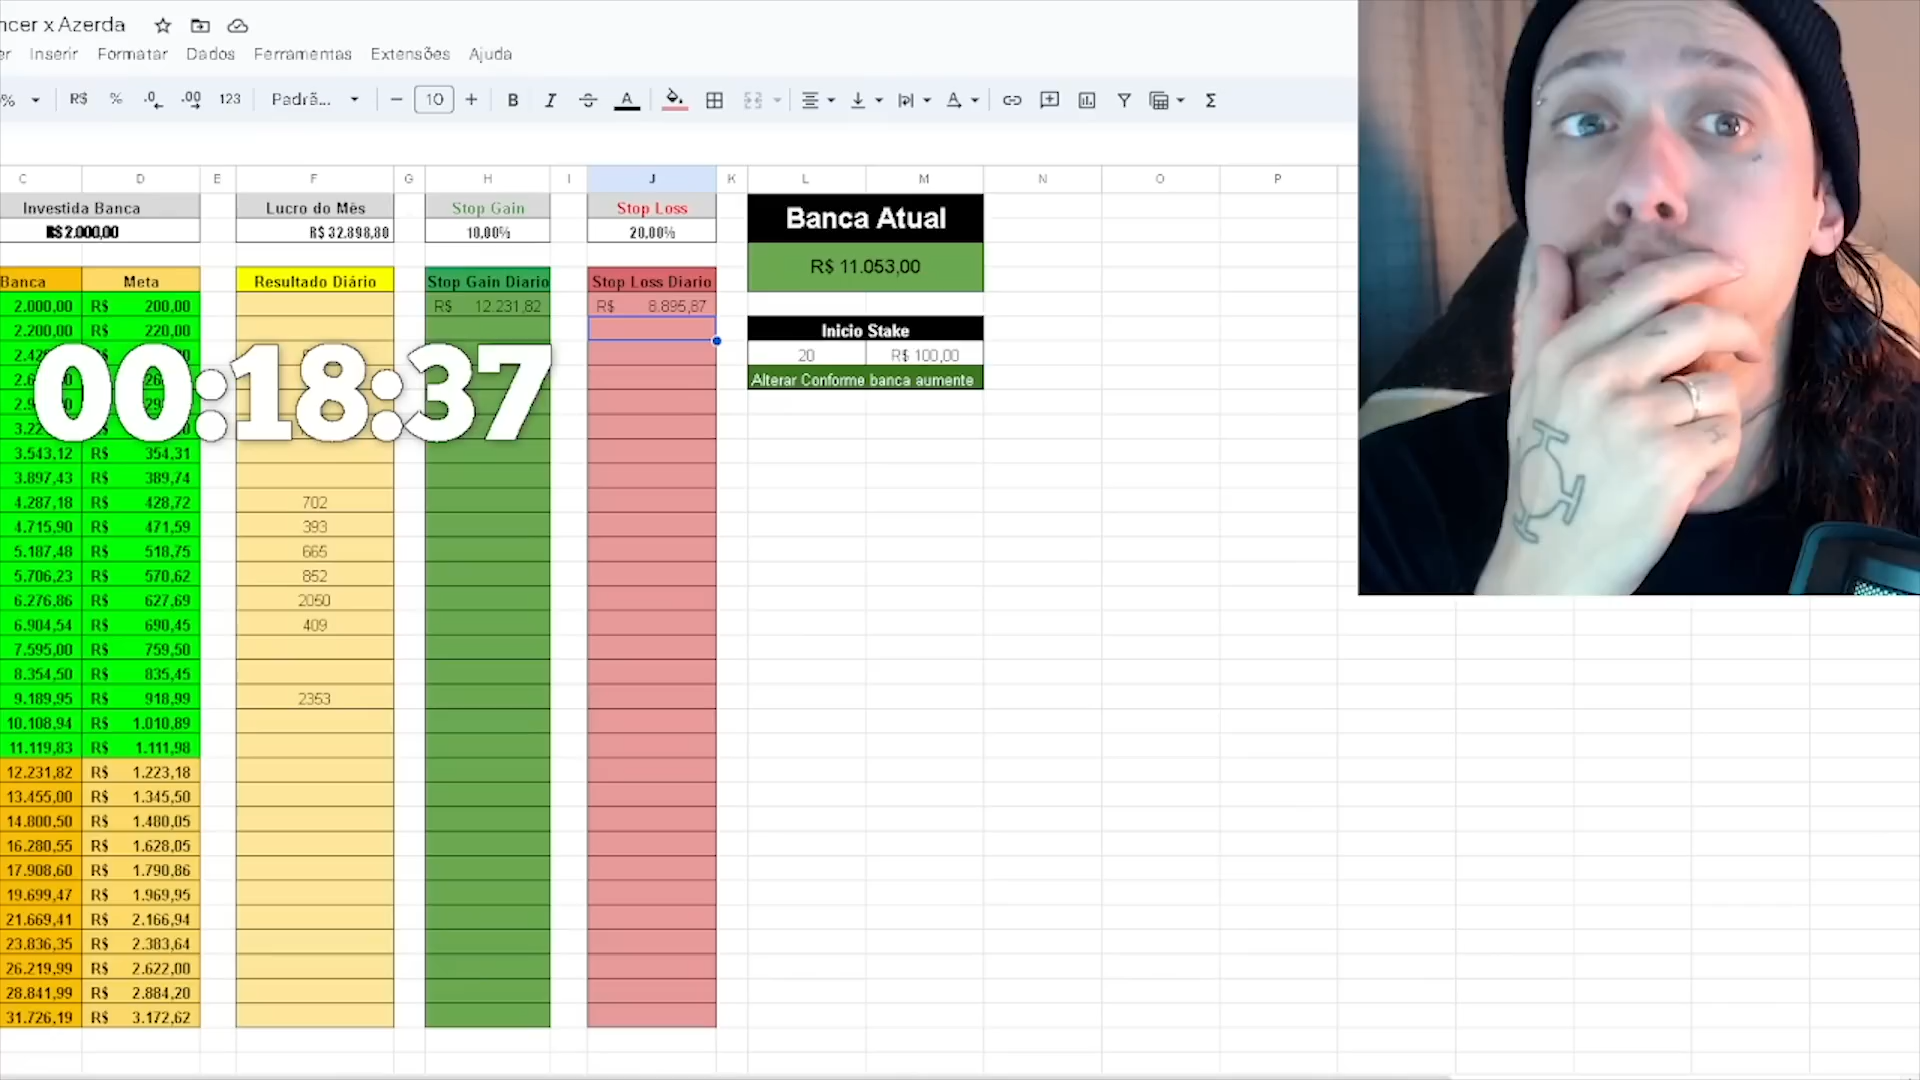 ncer x Azerda
er Inserir Formatar Dados Ferramentas Extensões Ajuda
% R$ % .0 .00 123 Padrã... − 10 + B I A Σ
C D E F G H I J K L M N O P
Investida Banca Lucro do Mês Stop Gain Stop Loss Banca Atual
R$ 2.000,00 R$ 32.898,80 10,00% 20,00%
R$ 11.053,00
Banca Meta Resultado Diário Stop Gain Diario Stop Loss Diario
2.000,00 R$ 200,00 R$ 12.231,82 R$ 8.895,87
2.200,00 R$ 220,00 Inicio Stake
20 R$ 100,00
Alterar Conforme banca aumente
00:18:37
3.543,12 R$ 354,31
3.897,43 R$ 389,74
4.287,18 R$ 428,72 702
4.715,90 R$ 471,59 393
5.187,48 R$ 518,75 665
5.706,23 R$ 570,62 852
6.276,86 R$ 627,69 2050
6.904,54 R$ 690,45 409
7.595,00 R$ 759,50
8.354,50 R$ 835,45
9.189,95 R$ 918,99 2353
10.108,94 R$ 1.010,89
11.119,83 R$ 1.111,98
12.231,82 R$ 1.223,18
13.455,00 R$ 1.345,50
14.800,50 R$ 1.480,05
16.280,55 R$ 1.628,05
17.908,60 R$ 1.790,86
19.699,47 R$ 1.969,95
21.669,41 R$ 2.166,94
23.836,35 R$ 2.383,64
26.219,99 R$ 2.622,00
28.841,99 R$ 2.884,20
31.726,19 R$ 3.172,62